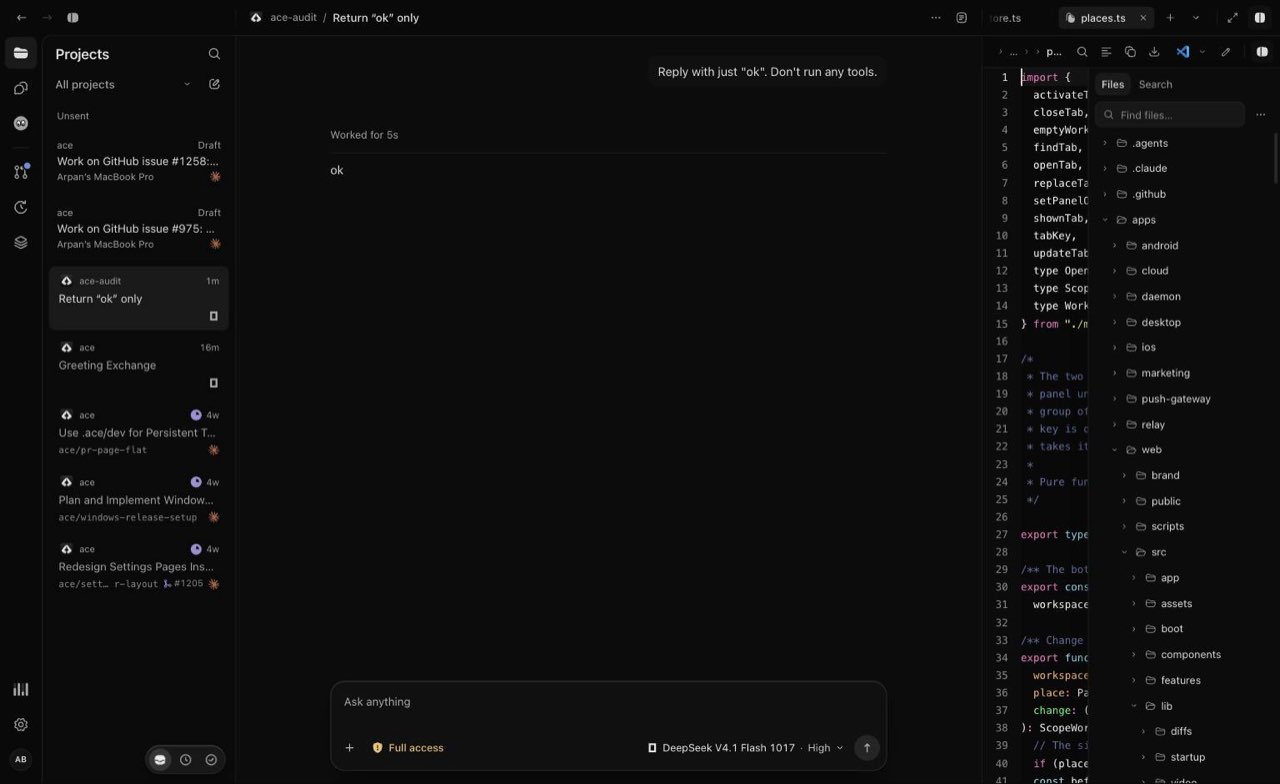 ace-audit / Return “ok” only
ore.ts
places.ts
Projects
All projects
Unsent
ace Draft
Work on GitHub issue #1258:...
Arpan's MacBook Pro
ace Draft
Work on GitHub issue #975: ...
Arpan's MacBook Pro
ace-audit 1m
Return “ok” only
ace 16m
Greeting Exchange
ace 4w
Use .ace/dev for Persistent T...
ace/pr-page-flat
ace 4w
Plan and Implement Window...
ace/windows-release-setup
ace 4w
Redesign Settings Pages Ins...
ace/sett… r-layout #1205
AB
Reply with just "ok". Don't run any tools.
Worked for 5s
ok
Ask anything
Full access
DeepSeek V4.1 Flash 1017 · High
... p...
1 import {
2 activateT
3 closeTab,
4 emptyWork
5 findTab,
6 openTab,
7 replaceTa
8 setPanelO
9 shownTab,
10 tabKey,
11 updateTab
12 type Open
13 type Scop
14 type Work
15 } from "./m
16
17 /*
18 * The two
19 * panel un
20 * group of
21 * key is o
22 * takes it
23 *
24 * Pure fun
25 */
26
27 export type
28
29 /** The bot
30 export cons
31 workspace
32
33 /** Change
34 export func
35 workspace
36 place: Pa
37 change: (
38 ): ScopeWor
39 // The si
40 if (place
41 const bef
Files Search
Find files...
.agents
.claude
.github
apps
android
cloud
daemon
desktop
ios
marketing
push-gateway
relay
web
brand
public
scripts
src
app
assets
boot
components
features
lib
diffs
startup
video